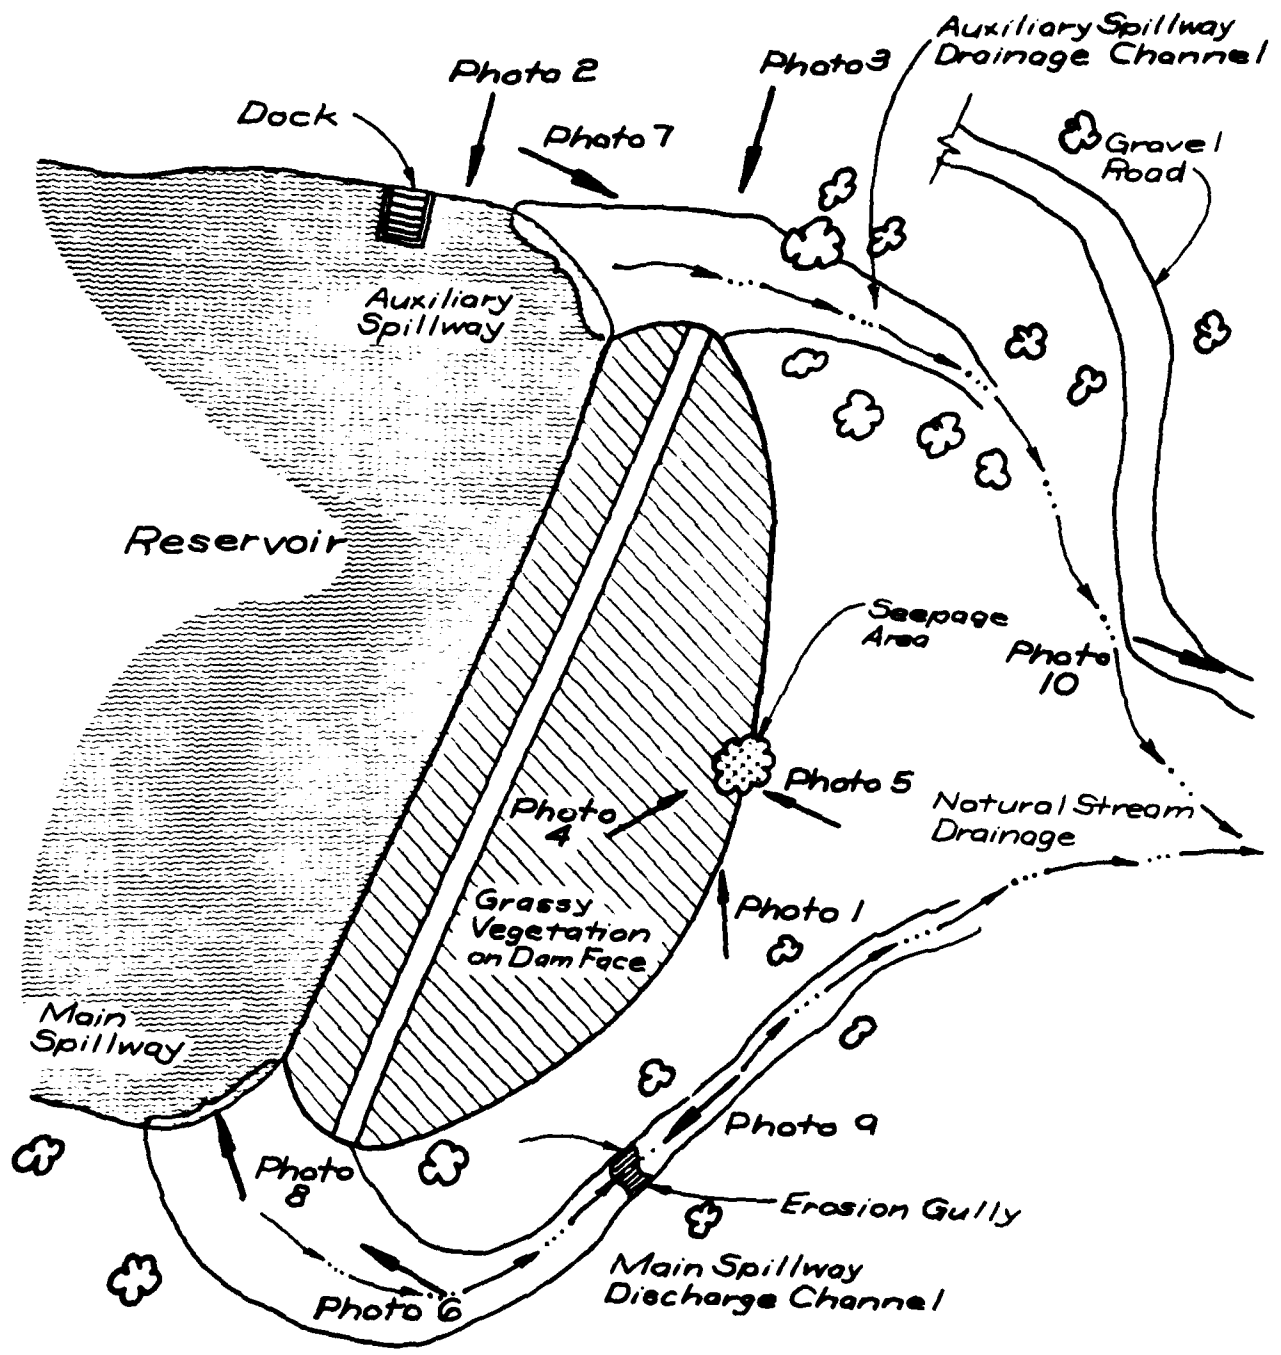 Auxiliary Spillway
Drainage Channel
Photo 2
Photo 3
Dock
Photo 7
Gravel
Road
Auxiliary
Spillway
Reservoir
Seepage
Area
Photo
10
Photo 5
Photo
4
Natural Stream
Drainage
Grassy
Vegetation
on Dam Face
Photo 1
Main
Spillway
Photo 9
Photo
8
Erosion Gully
Main Spillway
Discharge Channel
Photo 6